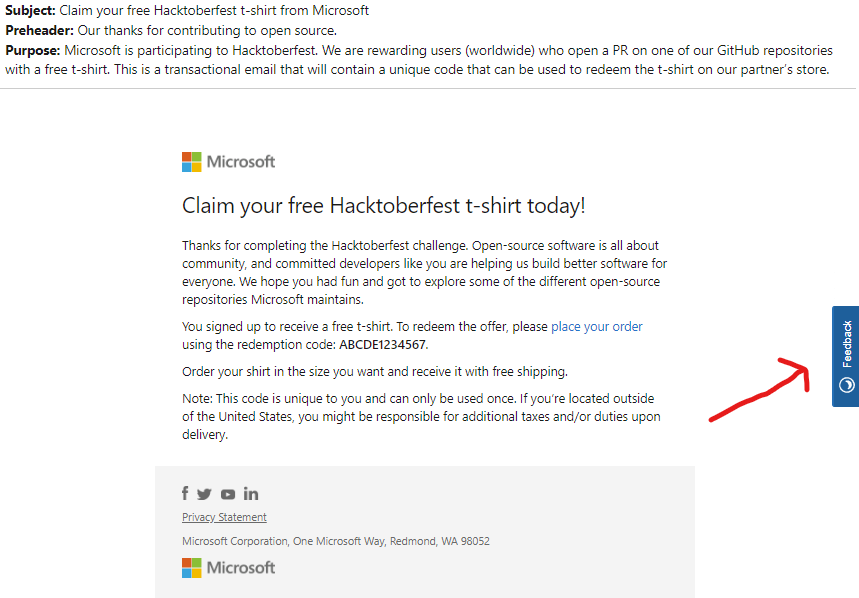 Subject: Claim your free Hacktoberfest t-shirt from Microsoft
Preheader: Our thanks for contributing to open source.
Purpose: Microsoft is participating to Hacktoberfest. We are rewarding users (worldwide) who open a PR on one of our GitHub repositories
with a free t-shirt. This is a transactional email that will contain a unique code that can be used to redeem the t-shirt on our partner's store.
Microsoft
Claim your free Hacktoberfest t-shirt today!
Thanks for completing the Hacktoberfest challenge. Open-source software is all about
community, and committed developers like you are helping us build better software for
everyone. We hope you had fun and got to explore some of the different open-source
repositories Microsoft maintains.
You signed up to receive a free t-shirt. To redeem the offer, please place your order
using the redemption code: ABCDE1234567.
Order your shirt in the size you want and receive it with free shipping.
Note: This code is unique to you and can only be used once. If you're located outside
of the United States, you might be responsible for additional taxes and/or duties upon
delivery.
Feedback
Privacy Statement
Microsoft Corporation, One Microsoft Way, Redmond, WA 98052
Microsoft